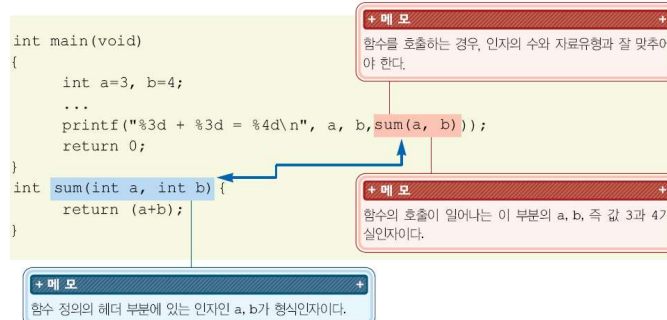 + 메 모 +
함수를 호출하는 경우, 인자의 수와 자료유형과 잘 맞추어
야 한다.
int main(void)
{
int a=3, b=4;
...
printf("%3d + %3d = %4d\n", a, b,sum(a, b)));
return 0;
}
int sum(int a, int b) {
return (a+b);
}
+ 메 모 +
함수의 호출이 일어나는 이 부분의 a, b, 즉 값 3과 4가
실인자이다.
+ 메 모 +
함수 정의의 헤더 부분에 있는 인자인 a, b가 형식인자이다.